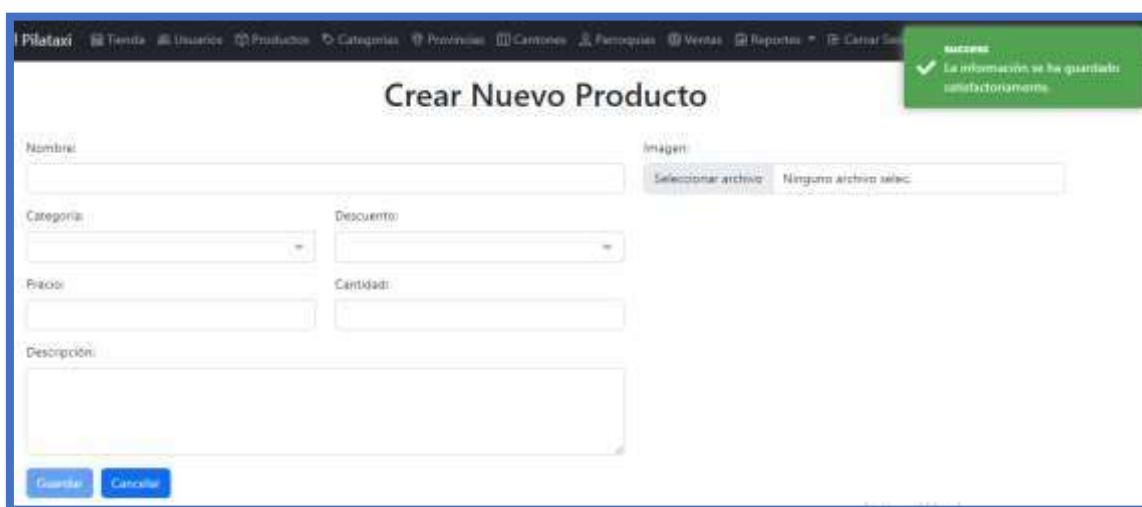 l Pilataxi Tienda Usuarios Productos Categorías Provincias Cantones Parroquias Ventas Reportes Cerrar
success
La información se ha guardado
satisfactoriamente.
Crear Nuevo Producto
Nombre: Imagen:
Seleccionar archivo Ninguno archivo selec.
Categoría: Descuento:
Precio: Cantidad:
Descripción:
Guardar Cancelar